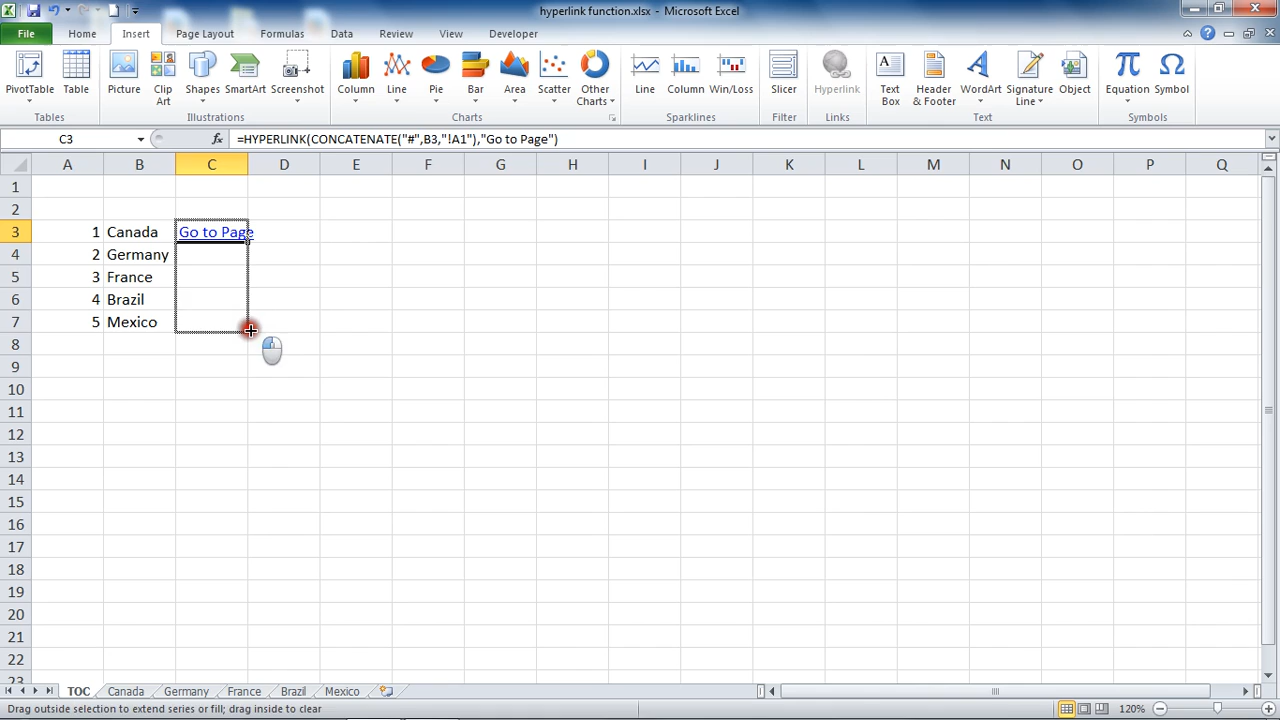 hyperlink function.xlsx - Microsoft Excel
File Home Insert Page Layout Formulas Data Review View Developer
PivotTable Table Picture Clip Art Shapes SmartArt Screenshot Column Line Pie Bar Area Scatter Other Charts Line Column Win/Loss Slicer Hyperlink Text Box Header & Footer WordArt Signature Line Object Equation Symbol
Tables Illustrations Charts Sparklines Filter Links Text Symbols
C3 fx =HYPERLINK(CONCATENATE("#",B3,"!A1"),"Go to Page")
A B C D E F G H I J K L M N O P Q
1
2
3 1 Canada Go to Page
4 2 Germany
5 3 France
6 4 Brazil
7 5 Mexico
8
9
10
11
12
13
14
15
16
17
18
19
20
21
22
23
TOC Canada Germany France Brazil Mexico
Drag outside selection to extend series or fill; drag inside to clear 120%